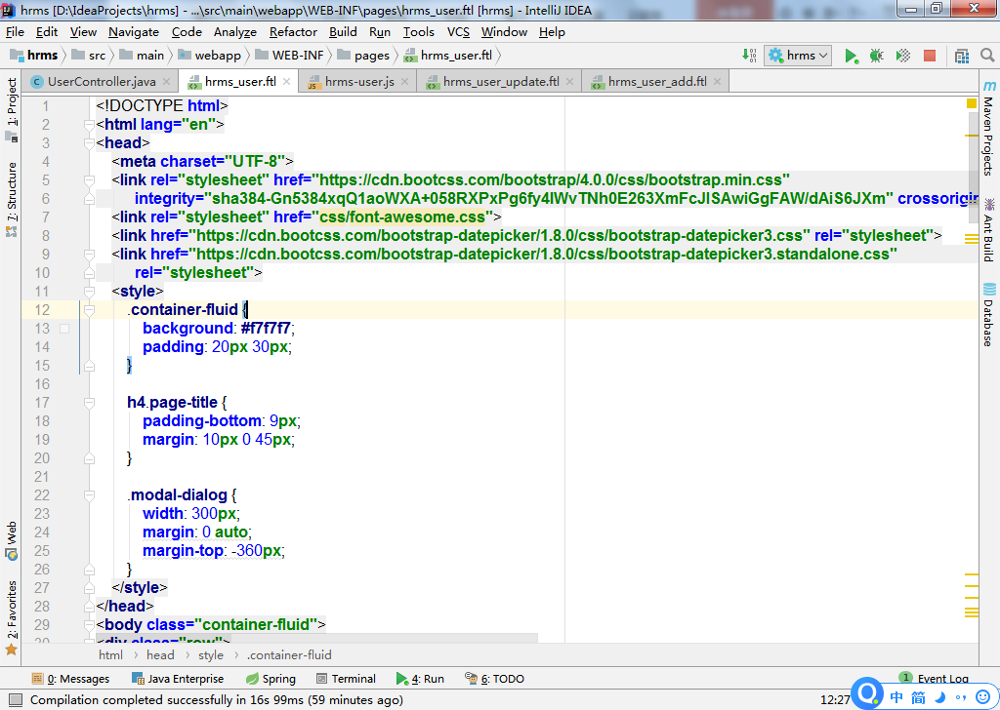 hrms [D:\IdeaProjects\hrms] - ...\src\main\webapp\WEB-INF\pages\hrms_user.ftl [hrms] - IntelliJ IDEA
File Edit View Navigate Code Analyze Refactor Build Run Tools VCS Window Help
hrms src main webapp WEB-INF pages hrms_user.ftl hrms
UserController.java hrms_user.ftl hrms-user.js hrms_user_update.ftl hrms_user_add.ftl
1: Project
7: Structure
Web
2: Favorites
1 <!DOCTYPE html>
2 <html lang="en">
3 <head>
4 <meta charset="UTF-8">
5 <link rel="stylesheet" href="https://cdn.bootcss.com/bootstrap/4.0.0/css/bootstrap.min.css"
6 integrity="sha384-Gn5384xqQ1aoWXA+058RXPxPg6fy4IWvTNh0E263XmFcJlSAwiGgFAW/dAiS6JXm" crossorigin
7 <link rel="stylesheet" href="css/font-awesome.css">
8 <link href="https://cdn.bootcss.com/bootstrap-datepicker/1.8.0/css/bootstrap-datepicker3.css" rel="stylesheet">
9 <link href="https://cdn.bootcss.com/bootstrap-datepicker/1.8.0/css/bootstrap-datepicker3.standalone.css"
10 rel="stylesheet">
11 <style>
12 .container-fluid {
13 background: #f7f7f7;
14 padding: 20px 30px;
15 }
16
17 h4.page-title {
18 padding-bottom: 9px;
19 margin: 10px 0 45px;
20 }
21
22 .modal-dialog {
23 width: 300px;
24 margin: 0 auto;
25 margin-top: -360px;
26 }
27 </style>
28 </head>
29 <body class="container-fluid">
30 <div class="row">
Maven Projects
Ant Build
Database
html head style .container-fluid
0: Messages Java Enterprise Spring Terminal 4: Run 6: TODO 1 Event Log
Compilation completed successfully in 16s 99ms (59 minutes ago) 12:27
中 简